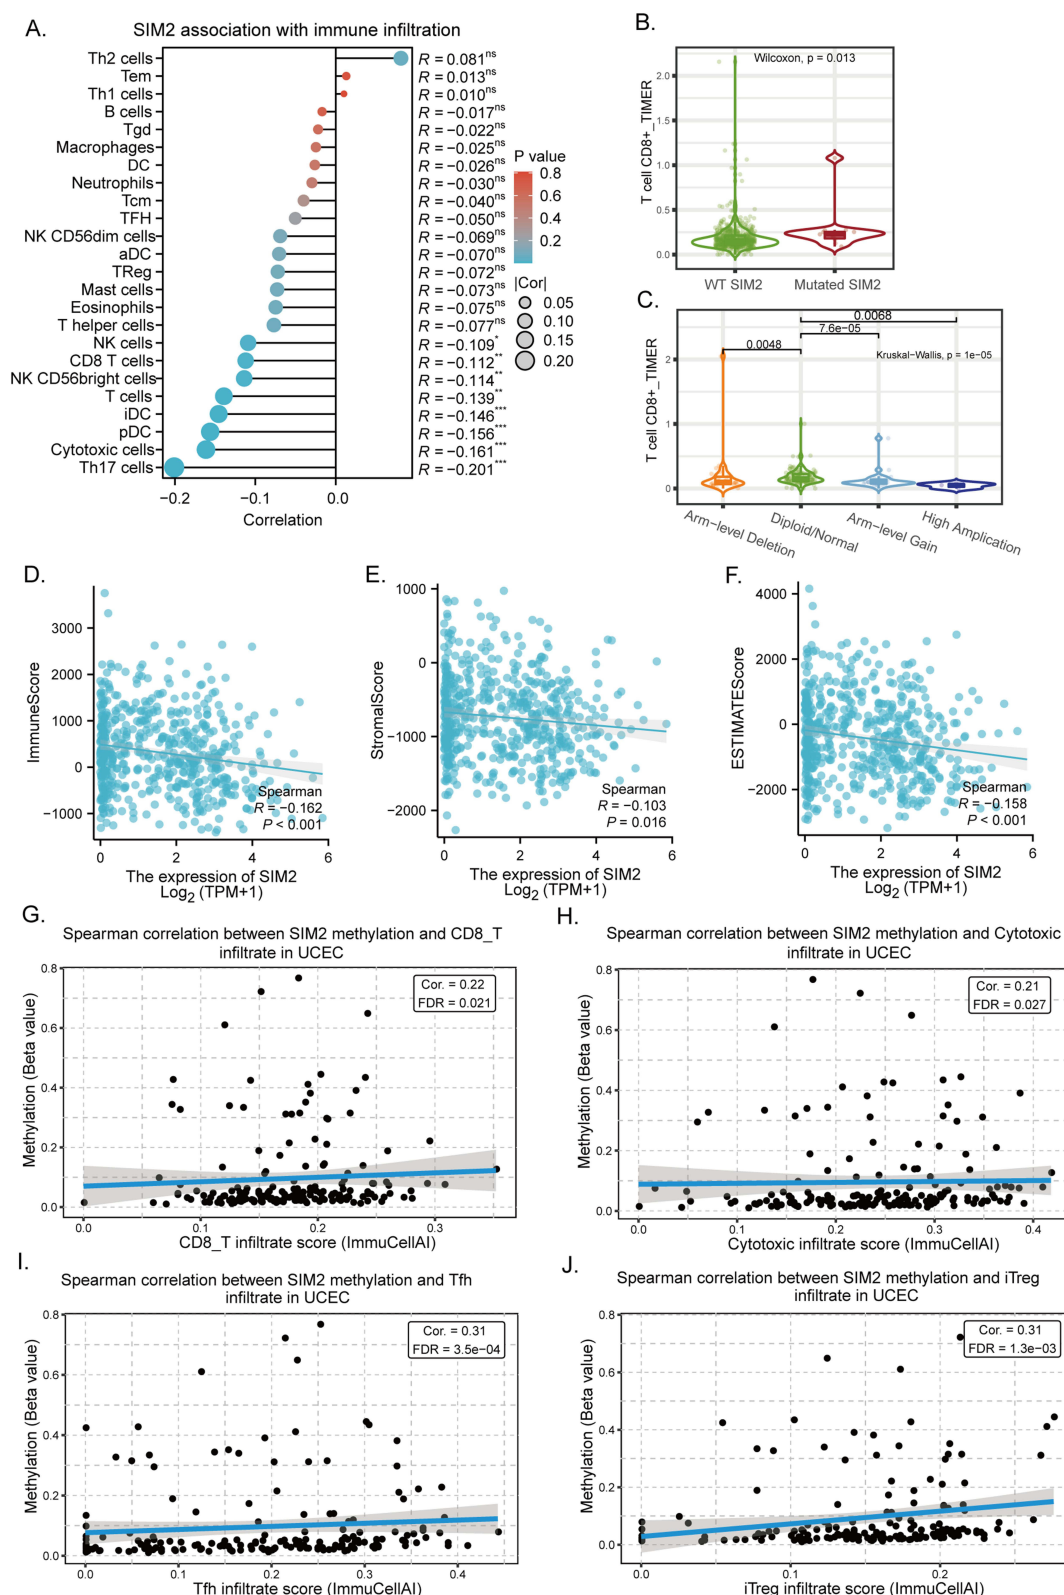 A.
SIM2 association with immune infiltration
Th2 cells R = 0.081ns
Tem R = 0.013ns
Th1 cells R = 0.010ns
B cells R = −0.017ns
Tgd R = −0.022ns
Macrophages R = −0.025ns
DC R = −0.026ns
Neutrophils R = −0.030ns
Tcm R = −0.040ns
TFH R = −0.050ns
NK CD56dim cells R = −0.069ns
aDC R = −0.070ns
TReg R = −0.072ns
Mast cells R = −0.073ns
Eosinophils R = −0.075ns
T helper cells R = −0.077ns
NK cells R = −0.109*
CD8 T cells R = −0.112**
NK CD56bright cells R = −0.114**
T cells R = −0.139**
iDC R = −0.146***
pDC R = −0.156***
Cytotoxic cells R = −0.161***
Th17 cells R = −0.201***
−0.2 −0.1 0.0
Correlation
P value
0.8
0.6
0.4
0.2
|Cor|
0.05
0.10
0.15
0.20
B.
Wilcoxon, p = 0.013
T cell CD8+_TIMER
2.0
1.5
1.0
0.5
0.0
WT SIM2 Mutated SIM2
C.
0.0068
7.6e−05
0.0048
Kruskal−Wallis, p = 1e−05
T cell CD8+_TIMER
2
1
0
Arm−level Deletion
Diploid/Normal
Arm−level Gain
High Amplication
D.
ImmuneScore
3000
2000
1000
0
−1000
Spearman
R = −0.162
P < 0.001
0 2 4 6
The expression of SIM2
Log2 (TPM+1)
E.
StromalScore
1000
0
−1000
−2000
Spearman
R = −0.103
P = 0.016
0 2 4 6
The expression of SIM2
Log2 (TPM+1)
F.
ESTIMATEScore
4000
2000
0
−2000
Spearman
R = −0.158
P < 0.001
0 2 4 6
The expression of SIM2
Log2 (TPM+1)
G.
Spearman correlation between SIM2 methylation and CD8_T
infiltrate in UCEC
Cor. = 0.22
FDR = 0.021
Methylation (Beta value)
0.8
0.6
0.4
0.2
0.0
0.0 0.1 0.2 0.3
CD8_T infiltrate score (ImmuCellAI)
H.
Spearman correlation between SIM2 methylation and Cytotoxic
infiltrate in UCEC
Cor. = 0.21
FDR = 0.027
Methylation (Beta value)
0.8
0.6
0.4
0.2
0.0
0.0 0.1 0.2 0.3 0.4
Cytotoxic infiltrate score (ImmuCellAI)
I.
Spearman correlation between SIM2 methylation and Tfh
infiltrate in UCEC
Cor. = 0.31
FDR = 3.5e−04
Methylation (Beta value)
0.8
0.6
0.4
0.2
0.0
0.0 0.1 0.2 0.3 0.4
Tfh infiltrate score (ImmuCellAI)
J.
Spearman correlation between SIM2 methylation and iTreg
infiltrate in UCEC
Cor. = 0.31
FDR = 1.3e−03
Methylation (Beta value)
0.8
0.6
0.4
0.2
0.0
0.0 0.1 0.2
iTreg infiltrate score (ImmuCellAI)